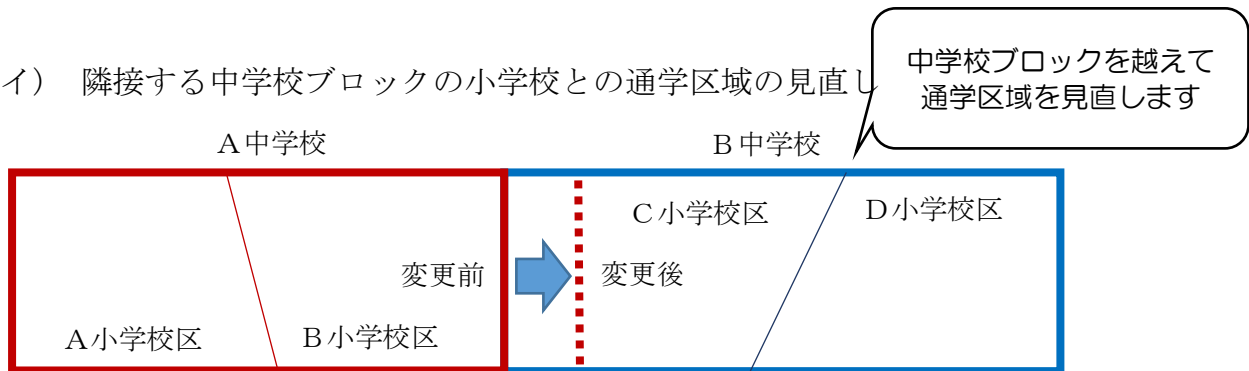 イ） 隣接する中学校ブロックの小学校との通学区域の見直し
中学校ブロックを越えて
通学区域を見直します
Ａ中学校
Ｂ中学校
Ｃ小学校区
Ｄ小学校区
変更前
変更後
Ａ小学校区
Ｂ小学校区